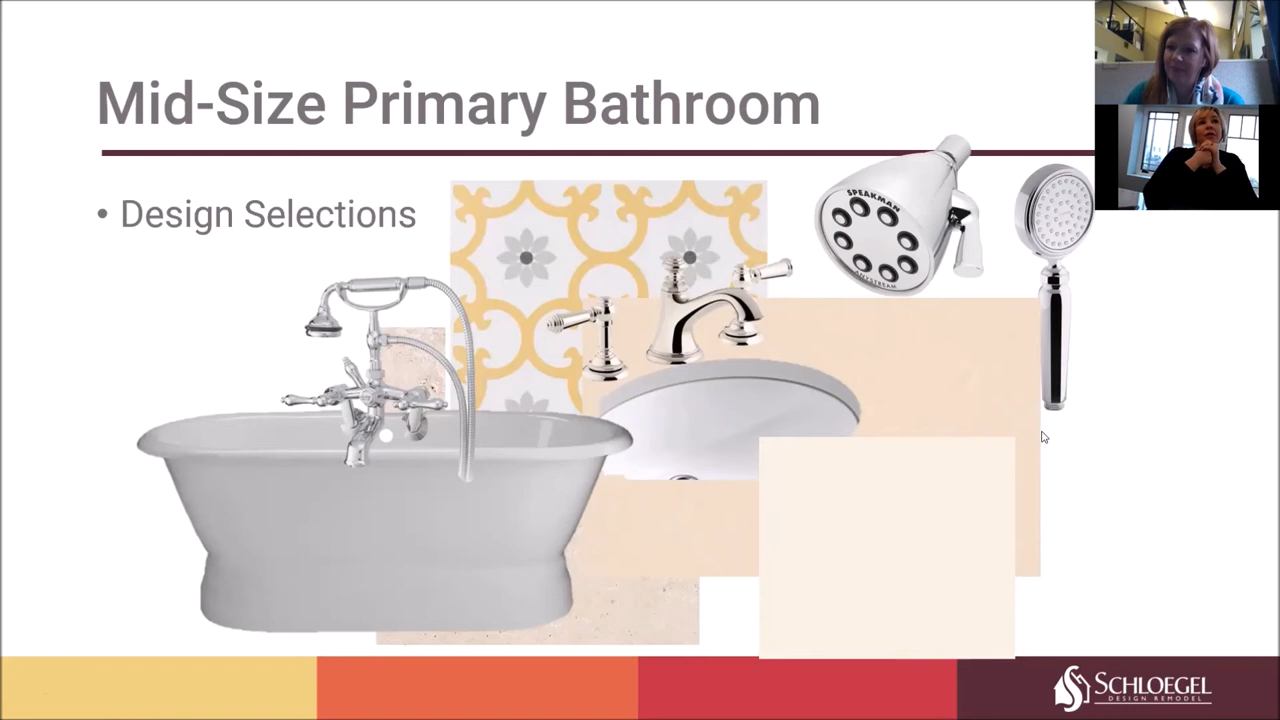 Mid-Size Primary Bathroom
• Design Selections
SPEAKMAN
SCHLOEGEL
DESIGN REMODEL